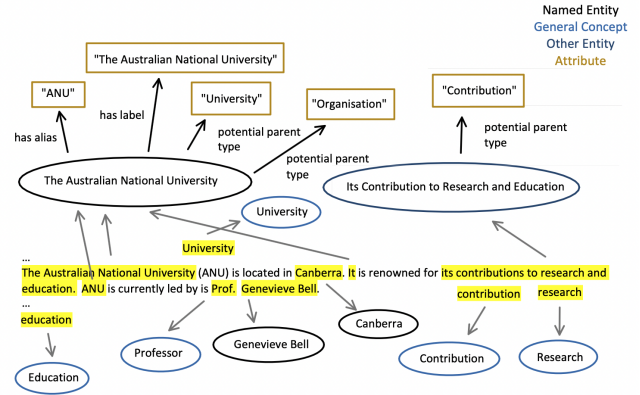 Named Entity
General Concept
Other Entity
Attribute
"The Australian National University"
"ANU"
"University"
"Organisation"
"Contribution"
has alias
has label
potential parent
type
potential parent
type
potential parent
type
The Australian National University
Its Contribution to Research and Education
University
University
...
The Australian National University (ANU) is located in Canberra. It is renowned for its contributions to research and
education. ANU is currently led by is Prof. Genevieve Bell.
contribution
research
...
education
Canberra
Professor
Genevieve Bell
Contribution
Research
Education